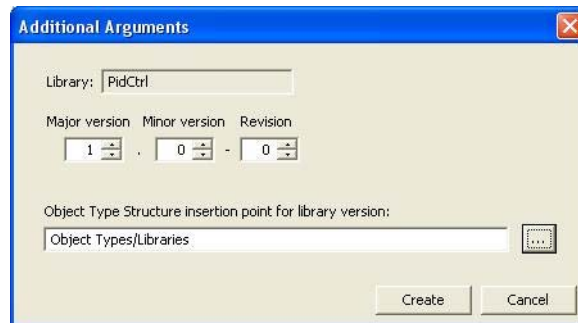 Additional Arguments
Library: PidCtrl
Major version Minor version Revision
1 . 0 - 0
Object Type Structure insertion point for library version:
Object Types/Libraries ...
Create Cancel